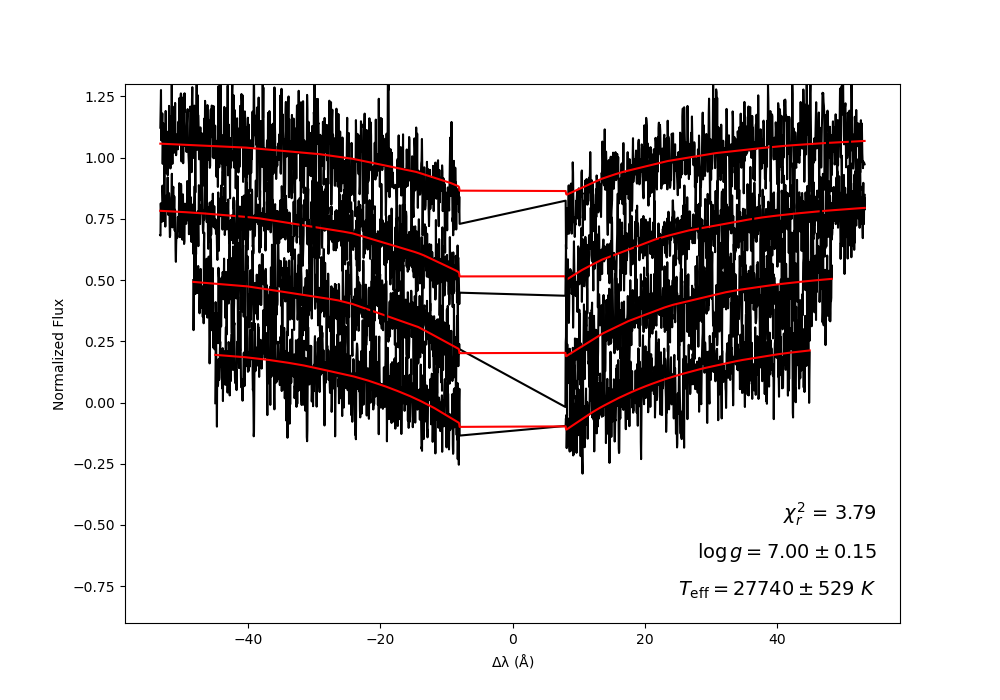 1.25
1.00
0.75
0.50
0.25
0.00
−0.25
−0.50
−0.75
Normalized Flux
χ²ᵣ = 3.79
log g = 7.00 ± 0.15
T_eff = 27740 ± 529 K
−40
−20
0
20
40
Δλ (Å)